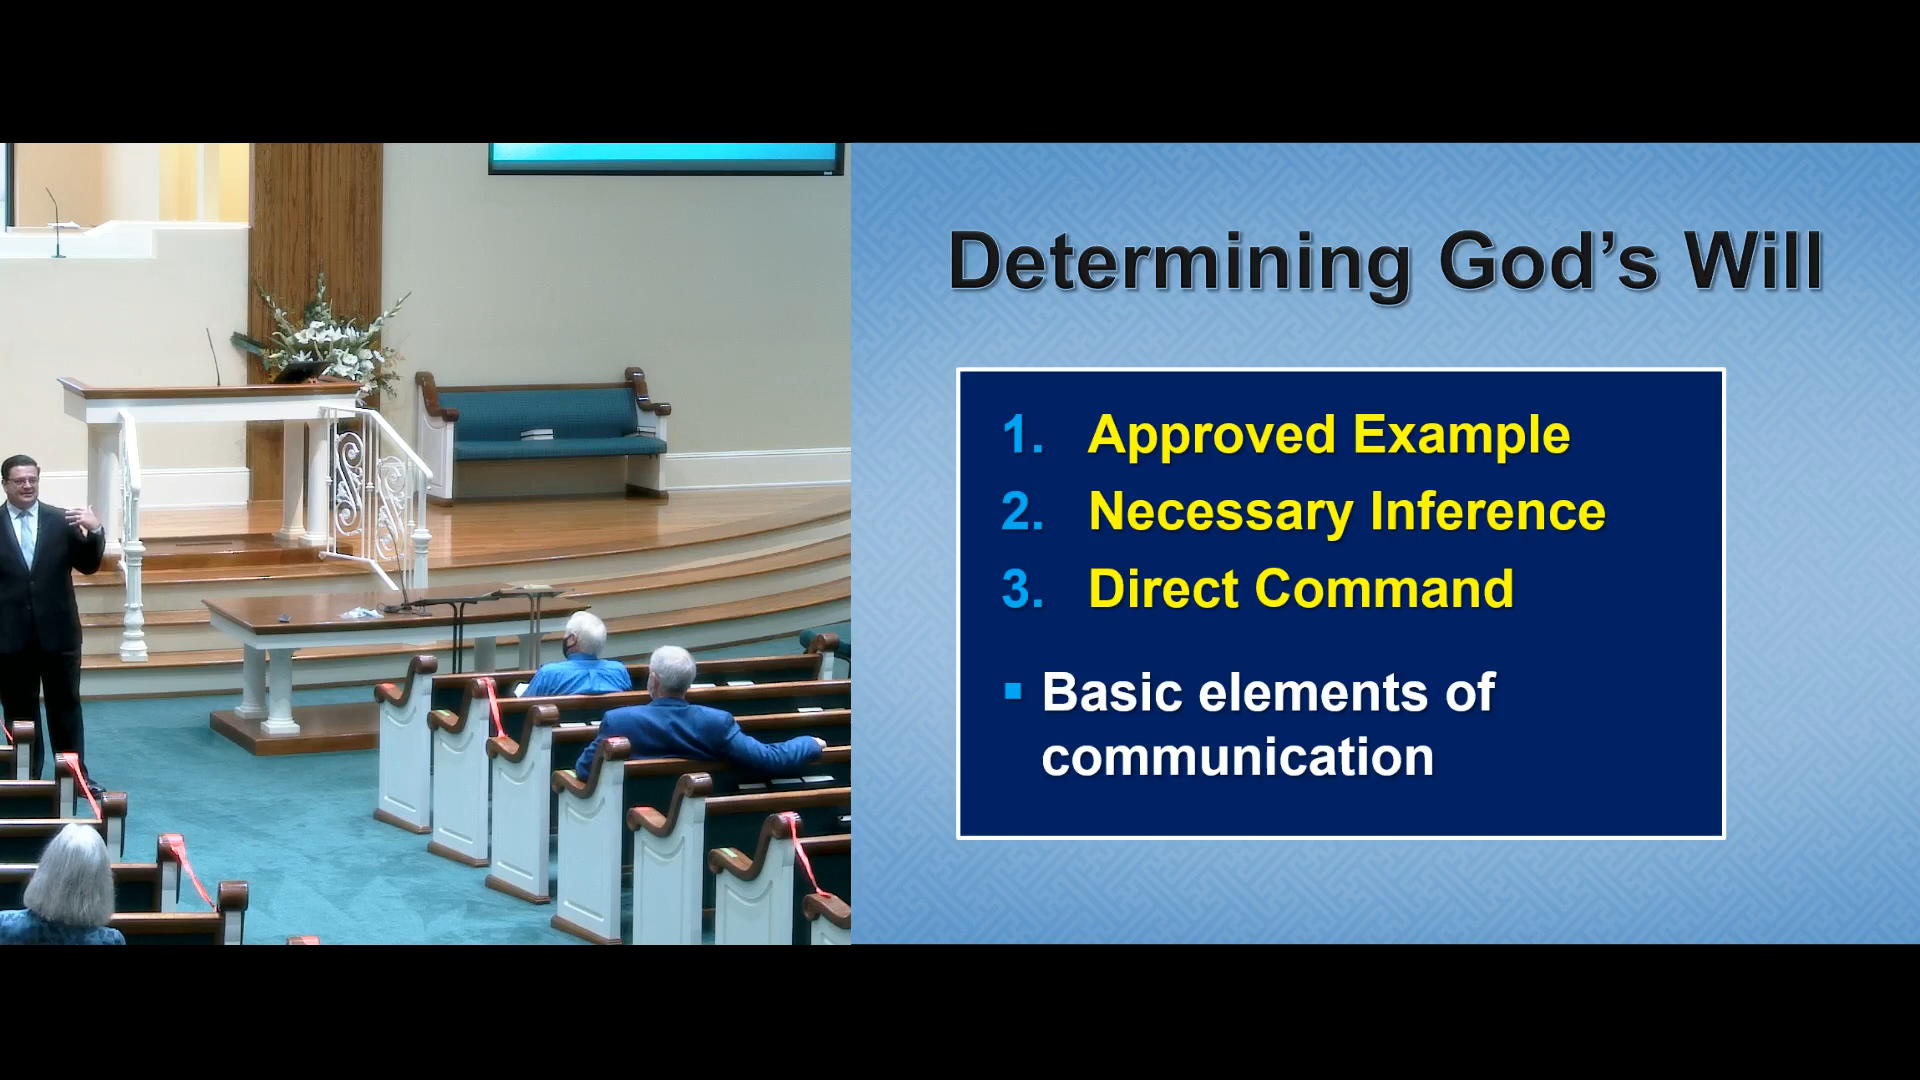 Determining God’s Will
1. Approved Example
2. Necessary Inference
3. Direct Command
▪ Basic elements of
communication